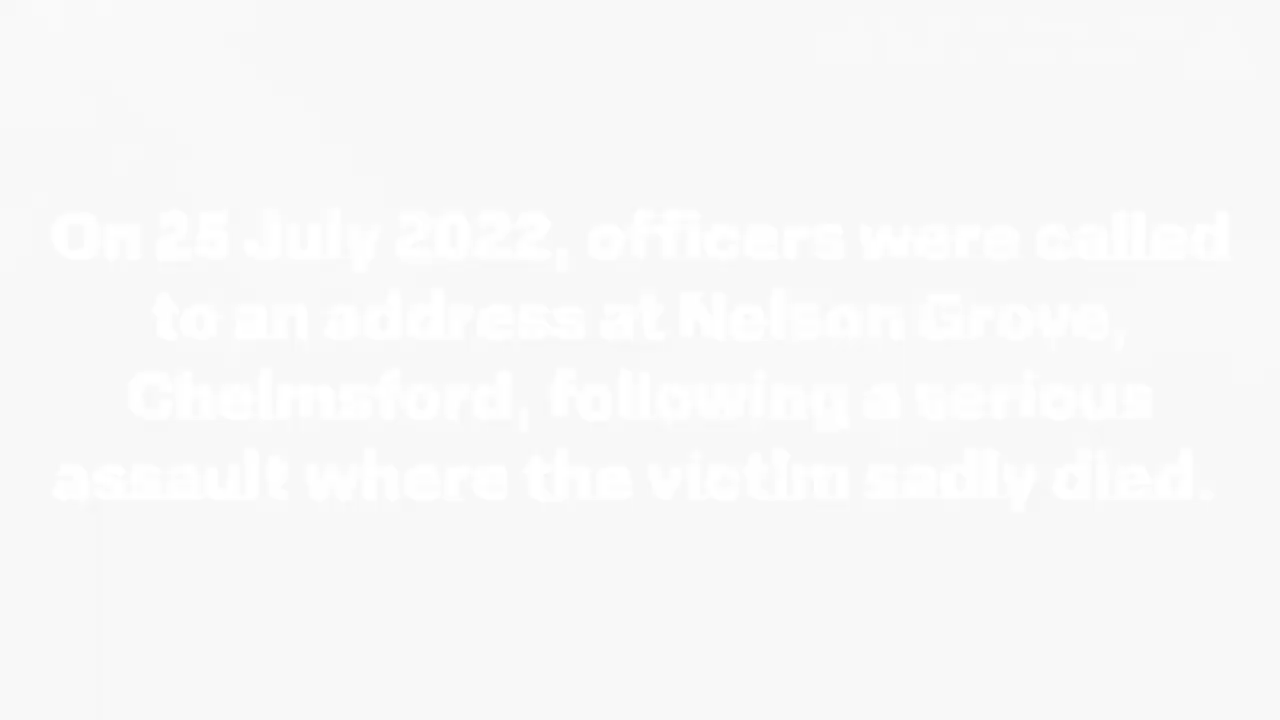 On 25 July 2022, officers were called
to an address at Nelson Grove,
Chelmsford, following a serious
assault where the victim sadly died.